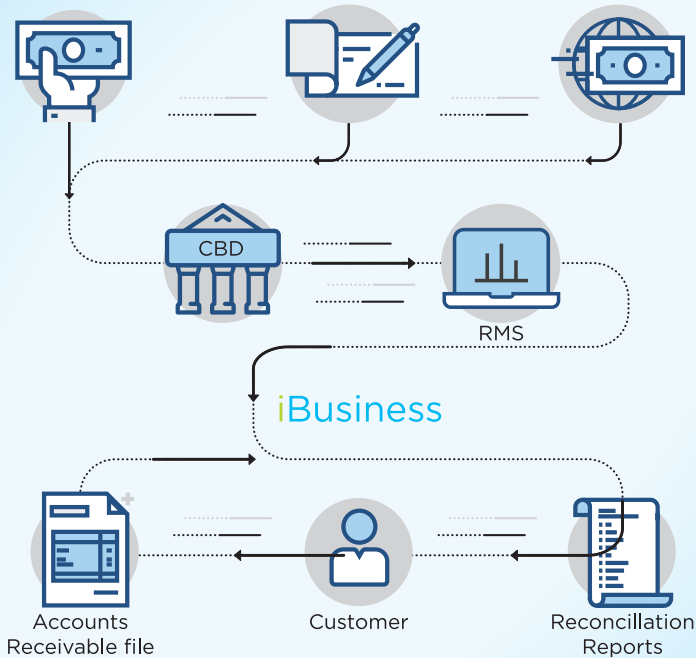 CBD
RMS
iBusiness
Accounts
Receivable file
Customer
Reconcillation
Reports